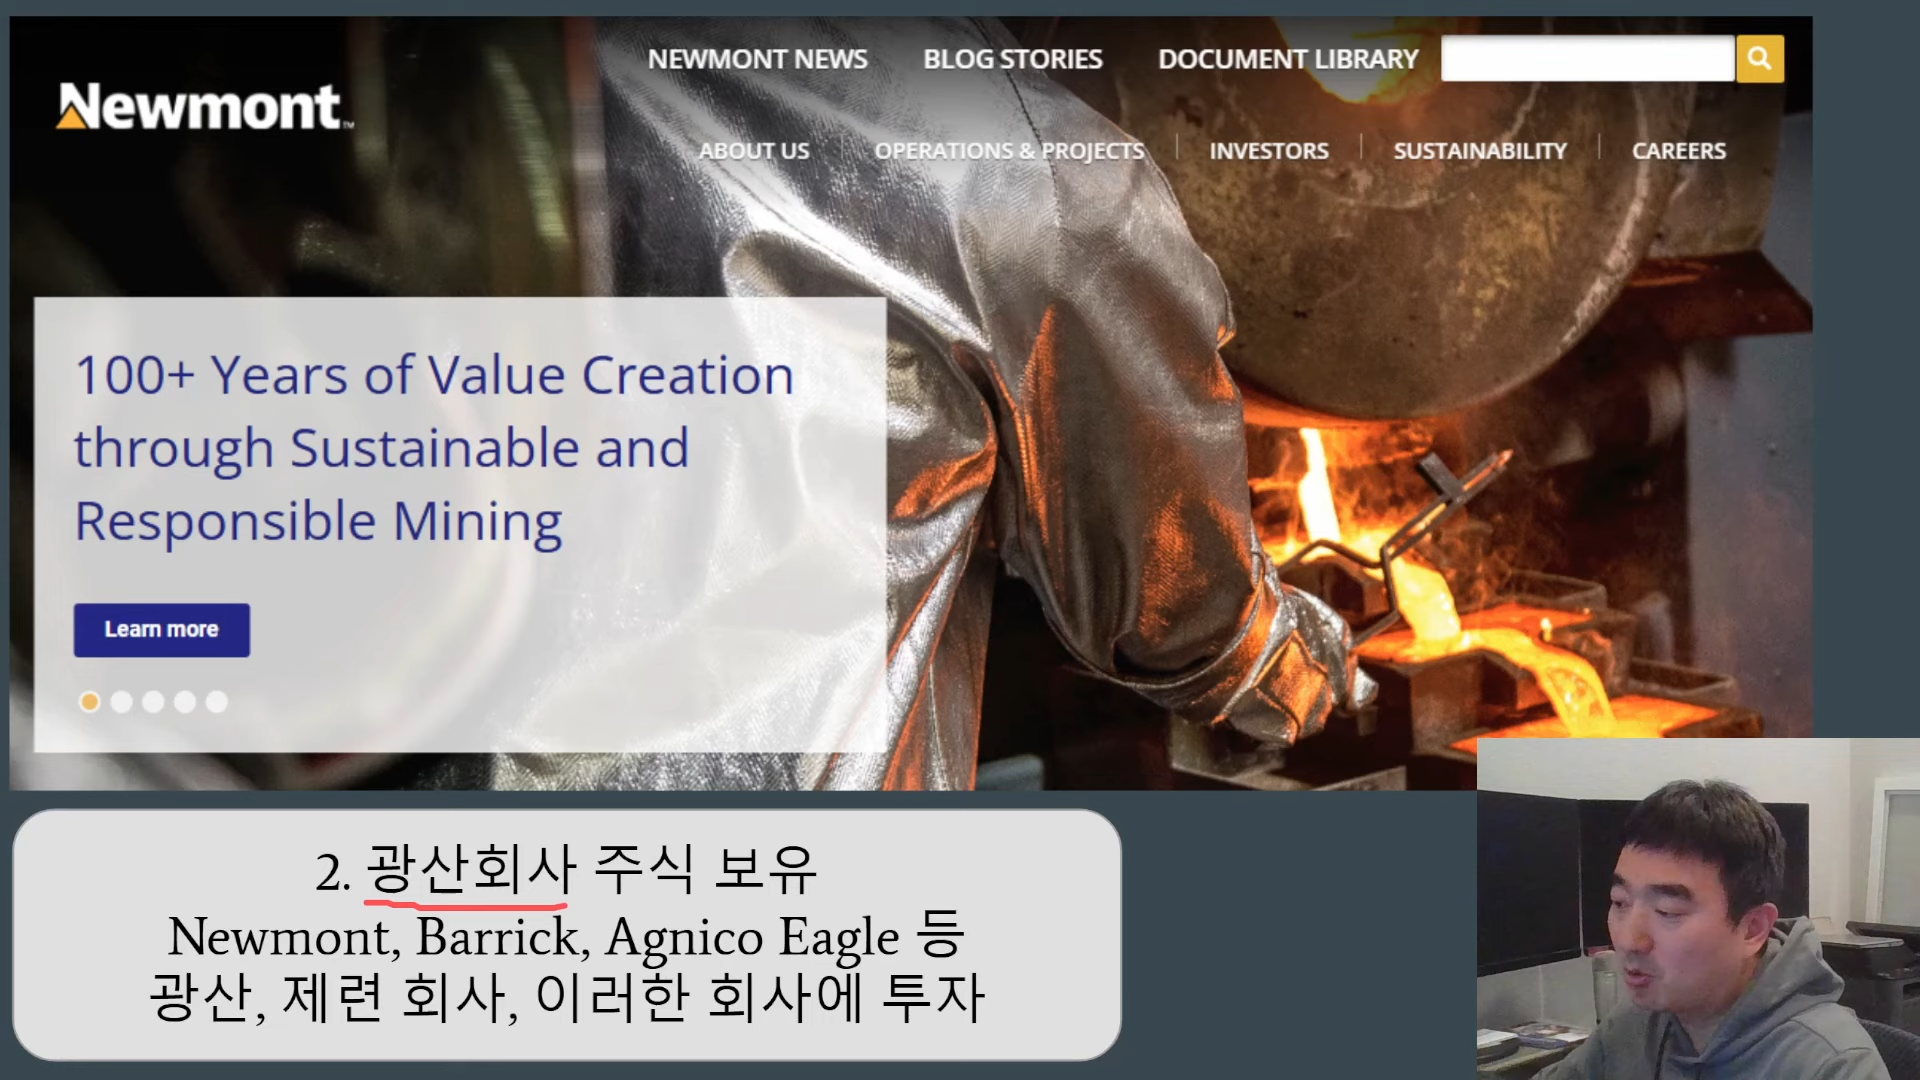 NEWMONT NEWS BLOG STORIES DOCUMENT LIBRARY
Newmont™
ABOUT US OPERATIONS & PROJECTS INVESTORS SUSTAINABILITY CAREERS
100+ Years of Value Creation
through Sustainable and
Responsible Mining
Learn more
2. 광산회사 주식 보유
Newmont, Barrick, Agnico Eagle 등
광산, 제련 회사, 이러한 회사에 투자